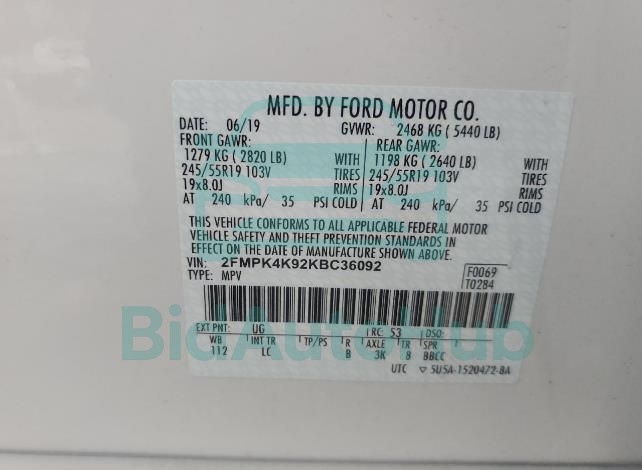 MFD. BY FORD MOTOR CO.
DATE: 06/19 GVWR: 2468 KG (5440 LB)
FRONT GAWR: REAR GAWR:
1279 KG (2820 LB) WITH 1198 KG (2640 LB) WITH
245/55R19 103V TIRES 245/55R19 103V TIRES
19x8.0J RIMS 19x8.0J RIMS
AT 240 kPa/ 35 PSI COLD AT 240 kPa/ 35 PSI COLD
THIS VEHICLE CONFORMS TO ALL APPLICABLE FEDERAL MOTOR
VEHICLE SAFETY AND THEFT PREVENTION STANDARDS IN
EFFECT ON THE DATE OF MANUFACTURE SHOWN ABOVE.
VIN: 2FMPK4K92KBC36092 F0069
TYPE: MPV T0284
EXT PNT: UG RC: 53 DSO:
WB INT TR TP/PS R AXLE TR SPR
112 LC B 3K 8 BBCC
UTC ▽ 5U5A-1520472-BA
BidAutoHub